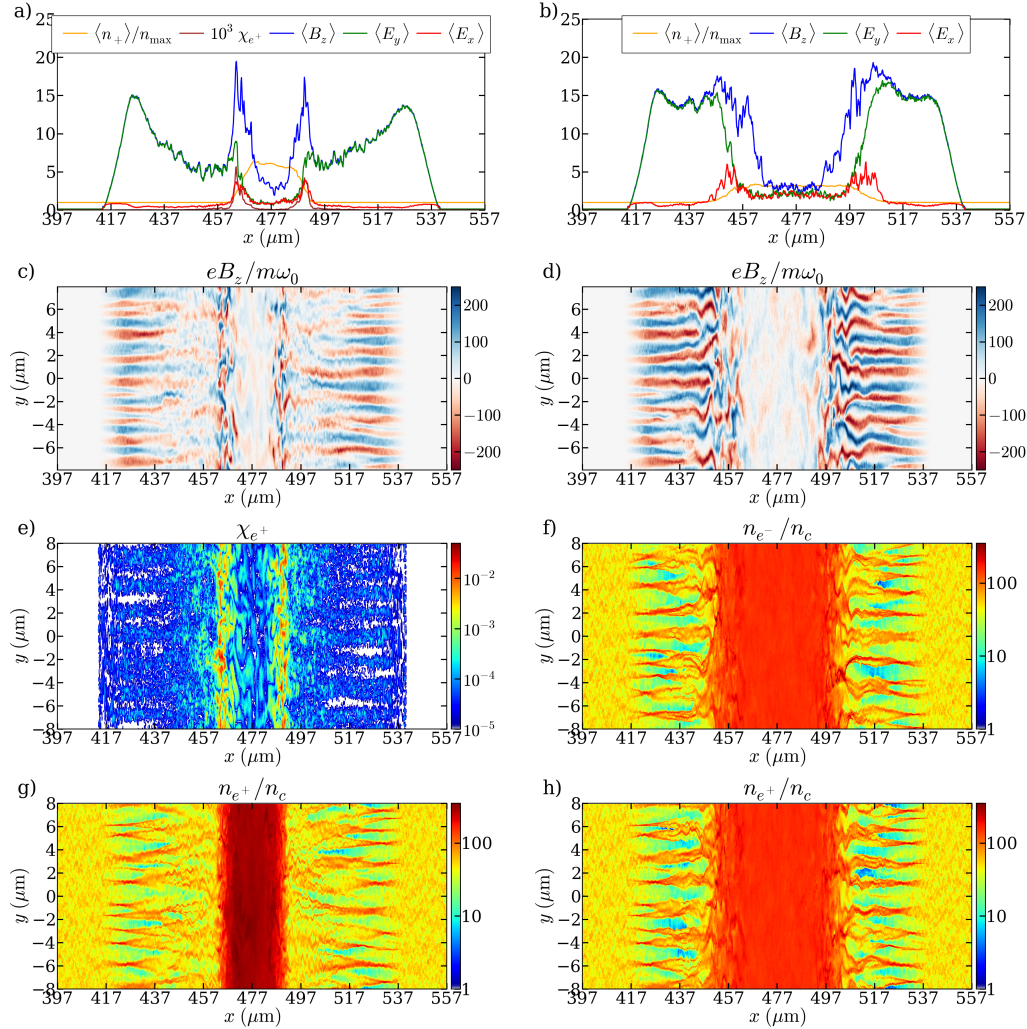 a) b)
⟨n₊⟩/n_max 10³ χ_e⁺ ⟨B_z⟩ ⟨E_y⟩ ⟨E_x⟩
⟨n₊⟩/n_max ⟨B_z⟩ ⟨E_y⟩ ⟨E_x⟩
25
20
15
10
5
0
397 417 437 457 477 497 517 537 557
x (μm)
25
20
15
10
5
0
397 417 437 457 477 497 517 537 557
x (μm)
c) eB_z/mω₀
6
4
2
0
−2
−4
−6
y (μm)
397 417 437 457 477 497 517 537 557
x (μm)
200
100
0
−100
−200
d) eB_z/mω₀
6
4
2
0
−2
−4
−6
y (μm)
397 417 437 457 477 497 517 537 557
x (μm)
200
100
0
−100
−200
e) χ_e⁺
8
6
4
2
0
−2
−4
−6
−8
y (μm)
397 417 437 457 477 497 517 537 557
x (μm)
10⁻²
10⁻³
10⁻⁴
10⁻⁵
f) n_e⁻/n_c
8
6
4
2
0
−2
−4
−6
−8
y (μm)
397 417 437 457 477 497 517 537 557
x (μm)
100
10
1
g) n_e⁺/n_c
8
6
4
2
0
−2
−4
−6
−8
y (μm)
397 417 437 457 477 497 517 537 557
x (μm)
100
10
1
h) n_e⁺/n_c
8
6
4
2
0
−2
−4
−6
−8
y (μm)
397 417 437 457 477 497 517 537 557
x (μm)
100
10
1